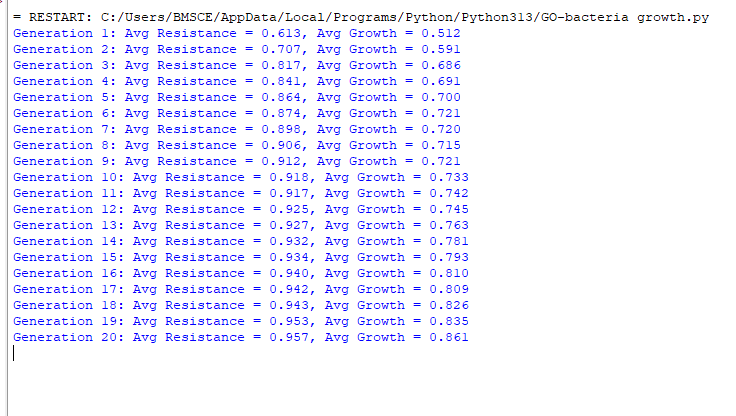 = RESTART: C:/Users/BMSCE/AppData/Local/Programs/Python/Python313/GO-bacteria growth.py
Generation 1: Avg Resistance = 0.613, Avg Growth = 0.512
Generation 2: Avg Resistance = 0.707, Avg Growth = 0.591
Generation 3: Avg Resistance = 0.817, Avg Growth = 0.686
Generation 4: Avg Resistance = 0.841, Avg Growth = 0.691
Generation 5: Avg Resistance = 0.864, Avg Growth = 0.700
Generation 6: Avg Resistance = 0.874, Avg Growth = 0.721
Generation 7: Avg Resistance = 0.898, Avg Growth = 0.720
Generation 8: Avg Resistance = 0.906, Avg Growth = 0.715
Generation 9: Avg Resistance = 0.912, Avg Growth = 0.721
Generation 10: Avg Resistance = 0.918, Avg Growth = 0.733
Generation 11: Avg Resistance = 0.917, Avg Growth = 0.742
Generation 12: Avg Resistance = 0.925, Avg Growth = 0.745
Generation 13: Avg Resistance = 0.927, Avg Growth = 0.763
Generation 14: Avg Resistance = 0.932, Avg Growth = 0.781
Generation 15: Avg Resistance = 0.934, Avg Growth = 0.793
Generation 16: Avg Resistance = 0.940, Avg Growth = 0.810
Generation 17: Avg Resistance = 0.942, Avg Growth = 0.809
Generation 18: Avg Resistance = 0.943, Avg Growth = 0.826
Generation 19: Avg Resistance = 0.953, Avg Growth = 0.835
Generation 20: Avg Resistance = 0.957, Avg Growth = 0.861